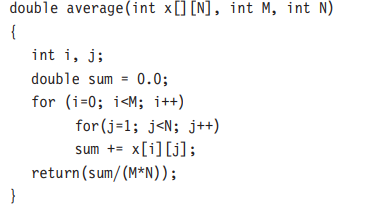 double average(int x[][N], int M, int N)
{
int i, j;
double sum = 0.0;
for (i=0; i<M; i++)
for(j=1; j<N; j++)
sum += x[i][j];
return(sum/(M*N));
}